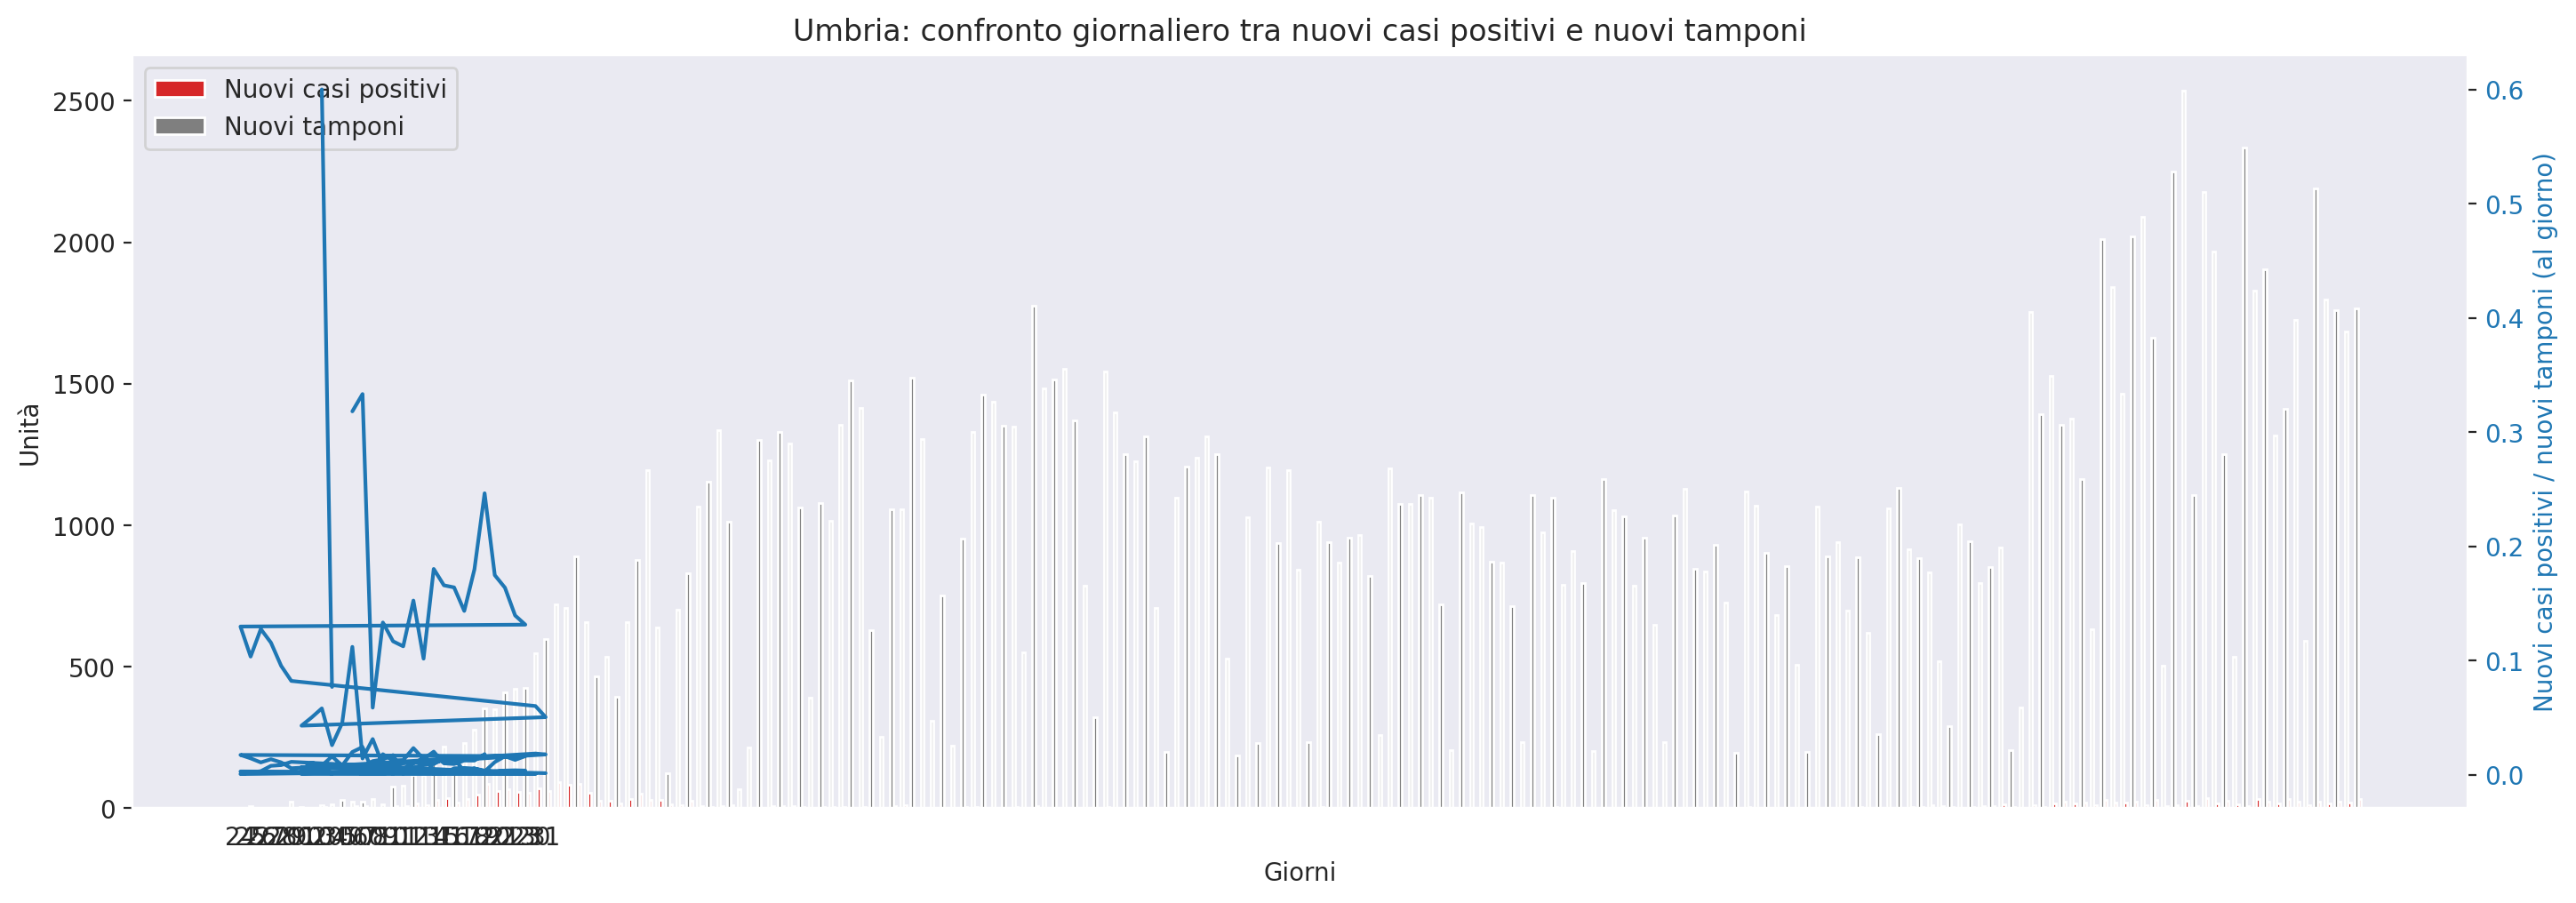 Umbria: confronto giornaliero tra nuovi casi positivi e nuovi tamponi
Nuovi casi positivi
Nuovi tamponi
2500
2000
1500
1000
500
0
Unità
0.6
0.5
0.4
0.3
0.2
0.1
0.0
Nuovi casi positivi / nuovi tamponi (al giorno)
Giorni